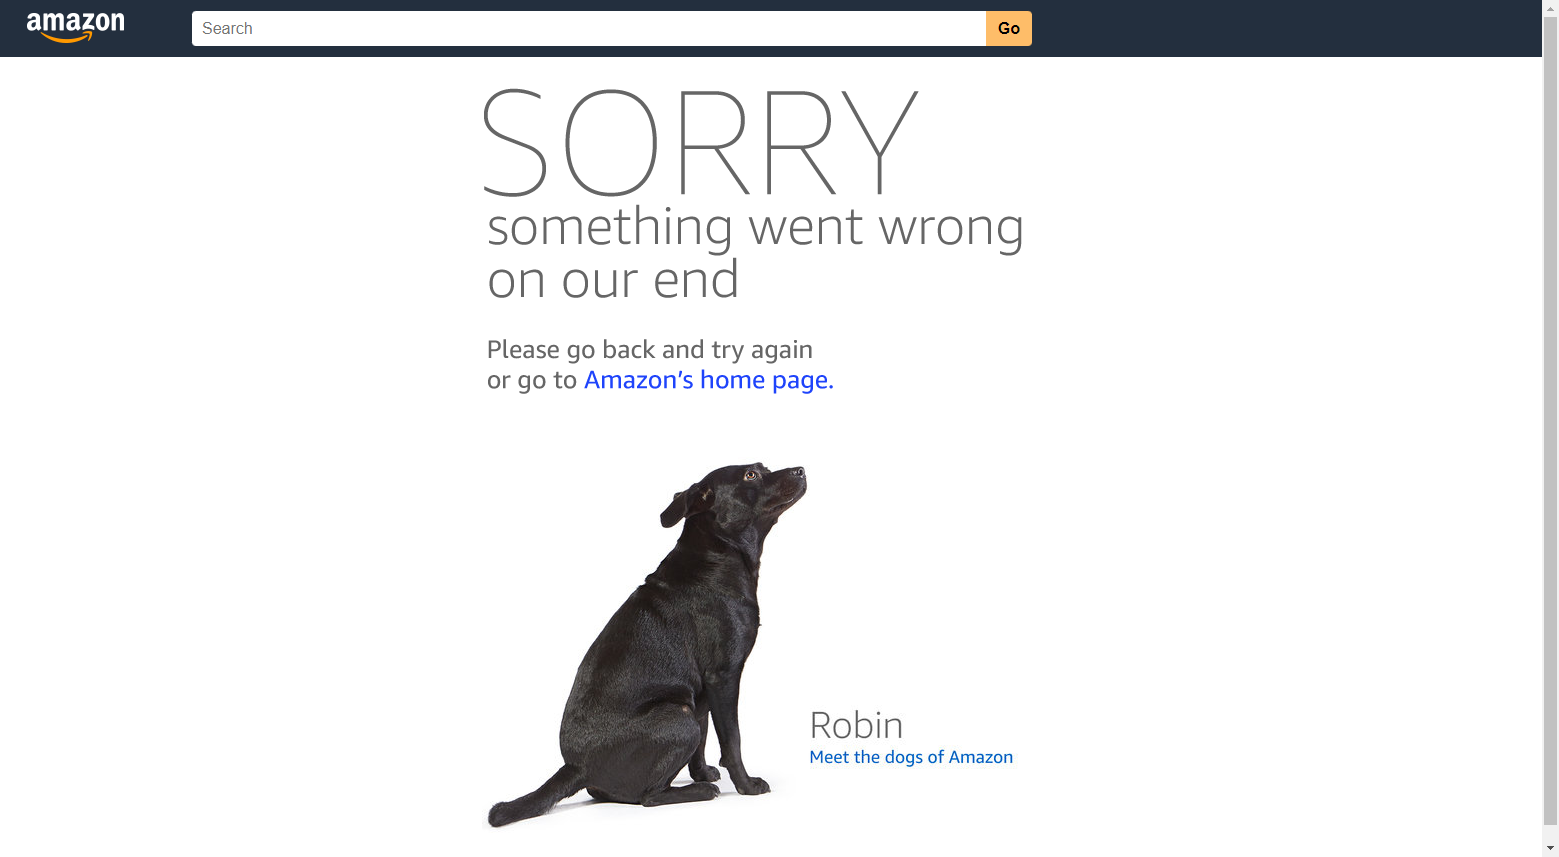 amazon
Search
Go
SORRY
something went wrong
on our end
Please go back and try again
or go to Amazon’s home page.
Robin
Meet the dogs of Amazon